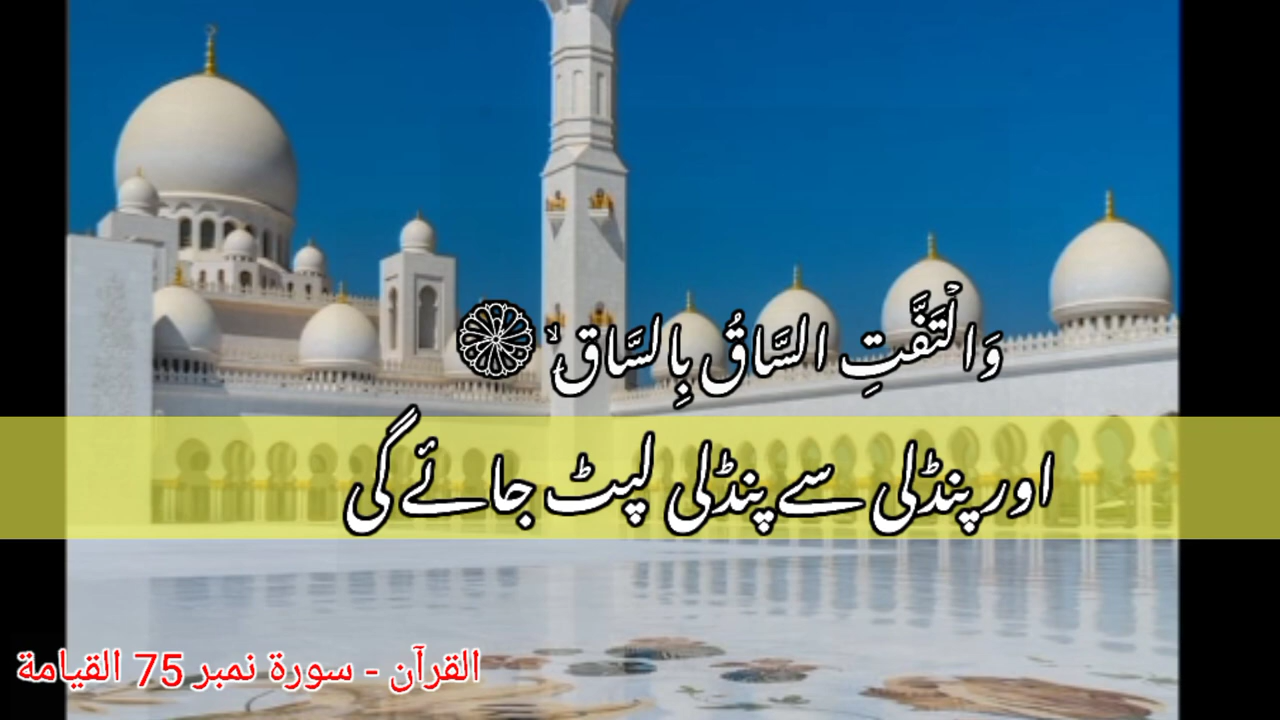 وَالْتَفَّتِ السَّاقُ بِالسَّاقِ ۙ
اور پنڈلی سے پنڈلی لپٹ جائے گی
القرآن - سورة نمبر 75 القيامة